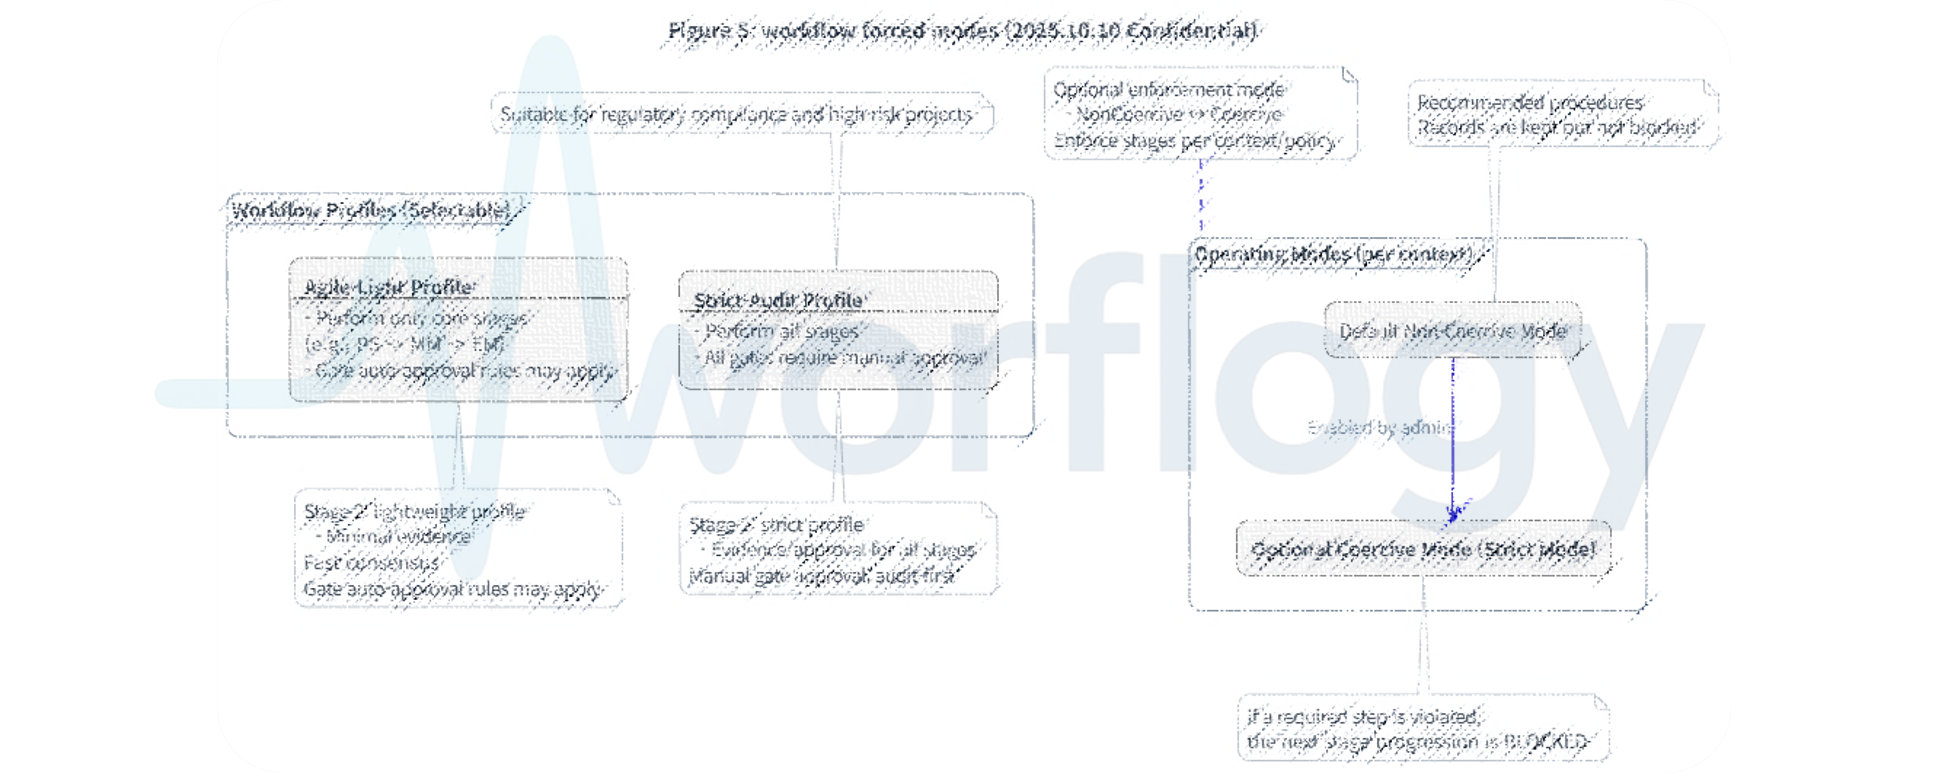 Figure 5: workflow forced modes (2025.10.10 Confidential)
Suitable for regulatory compliance and high-risk projects
Optional enforcement mode
- NonCoercive ↔ Coercive
Enforce stages per context/policy
Recommended procedures
Records are kept but not blocked
Workflow Profiles (Selectable)
Agile-Light Profile
- Perform only core stages
(e.g., PS -> MM -> EM)
- Gate auto-approval rules may apply
Strict-Audit Profile
- Perform all stages
- All gates require manual approval
Operating Modes (per context)
Default Non-Coercive Mode
Enabled by admin
Optional Coercive Mode (Strict Mode)
Stage-2: lightweight profile
- Minimal evidence
Fast consensus
Gate auto-approval rules may apply
Stage-2: strict profile
- Evidence/approval for all stages
Manual gate approval, audit-first
If a required step is violated,
the next stage progression is BLOCKED
worflogy